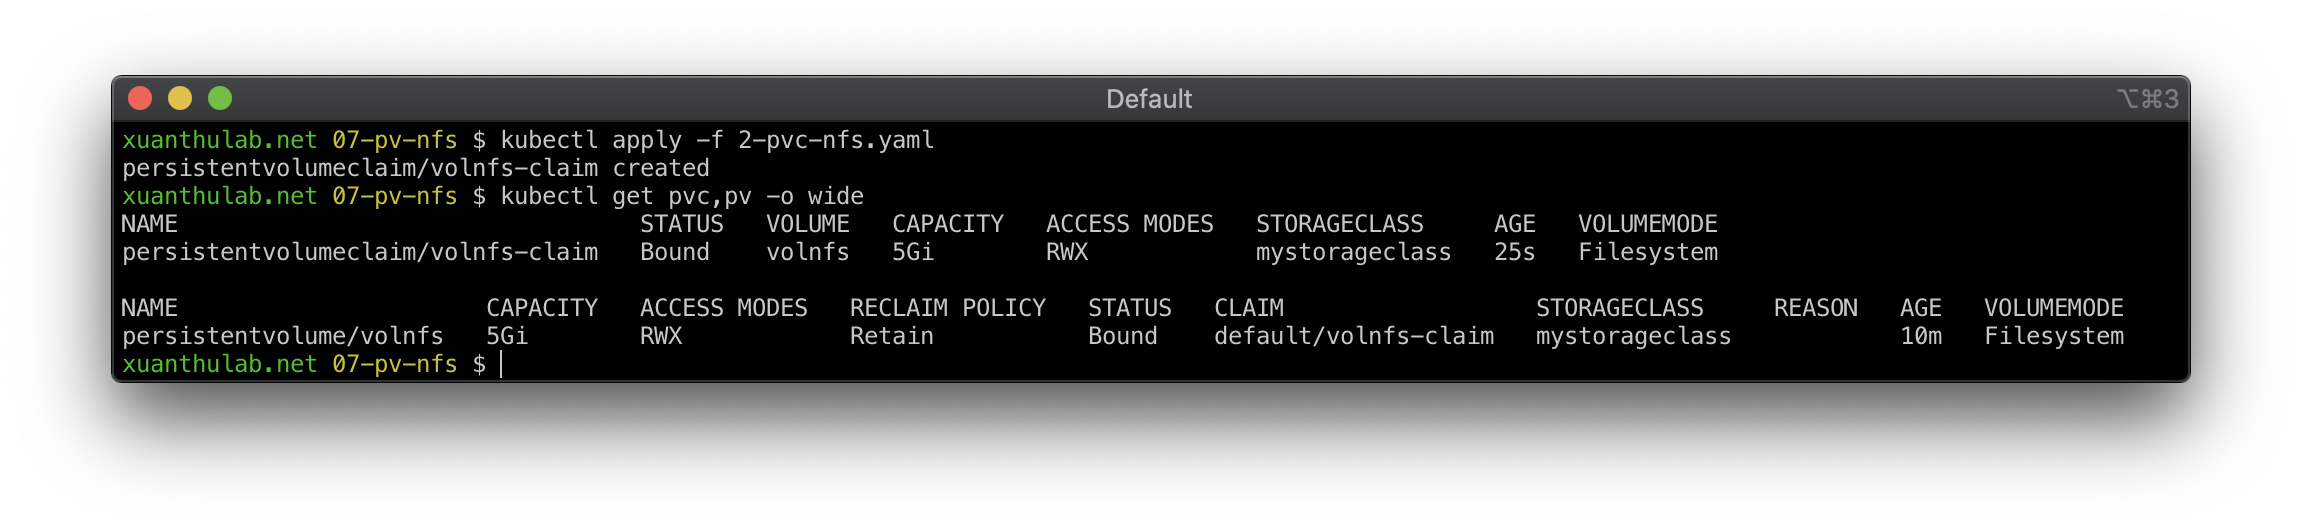 Default ⌥⌘3
xuanthulab.net 07-pv-nfs $ kubectl apply -f 2-pvc-nfs.yaml
persistentvolumeclaim/volnfs-claim created
xuanthulab.net 07-pv-nfs $ kubectl get pvc,pv -o wide
NAME STATUS VOLUME CAPACITY ACCESS MODES STORAGECLASS AGE VOLUMEMODE
persistentvolumeclaim/volnfs-claim Bound volnfs 5Gi RWX mystorageclass 25s Filesystem
NAME CAPACITY ACCESS MODES RECLAIM POLICY STATUS CLAIM STORAGECLASS REASON AGE VOLUMEMODE
persistentvolume/volnfs 5Gi RWX Retain Bound default/volnfs-claim mystorageclass 10m Filesystem
xuanthulab.net 07-pv-nfs $